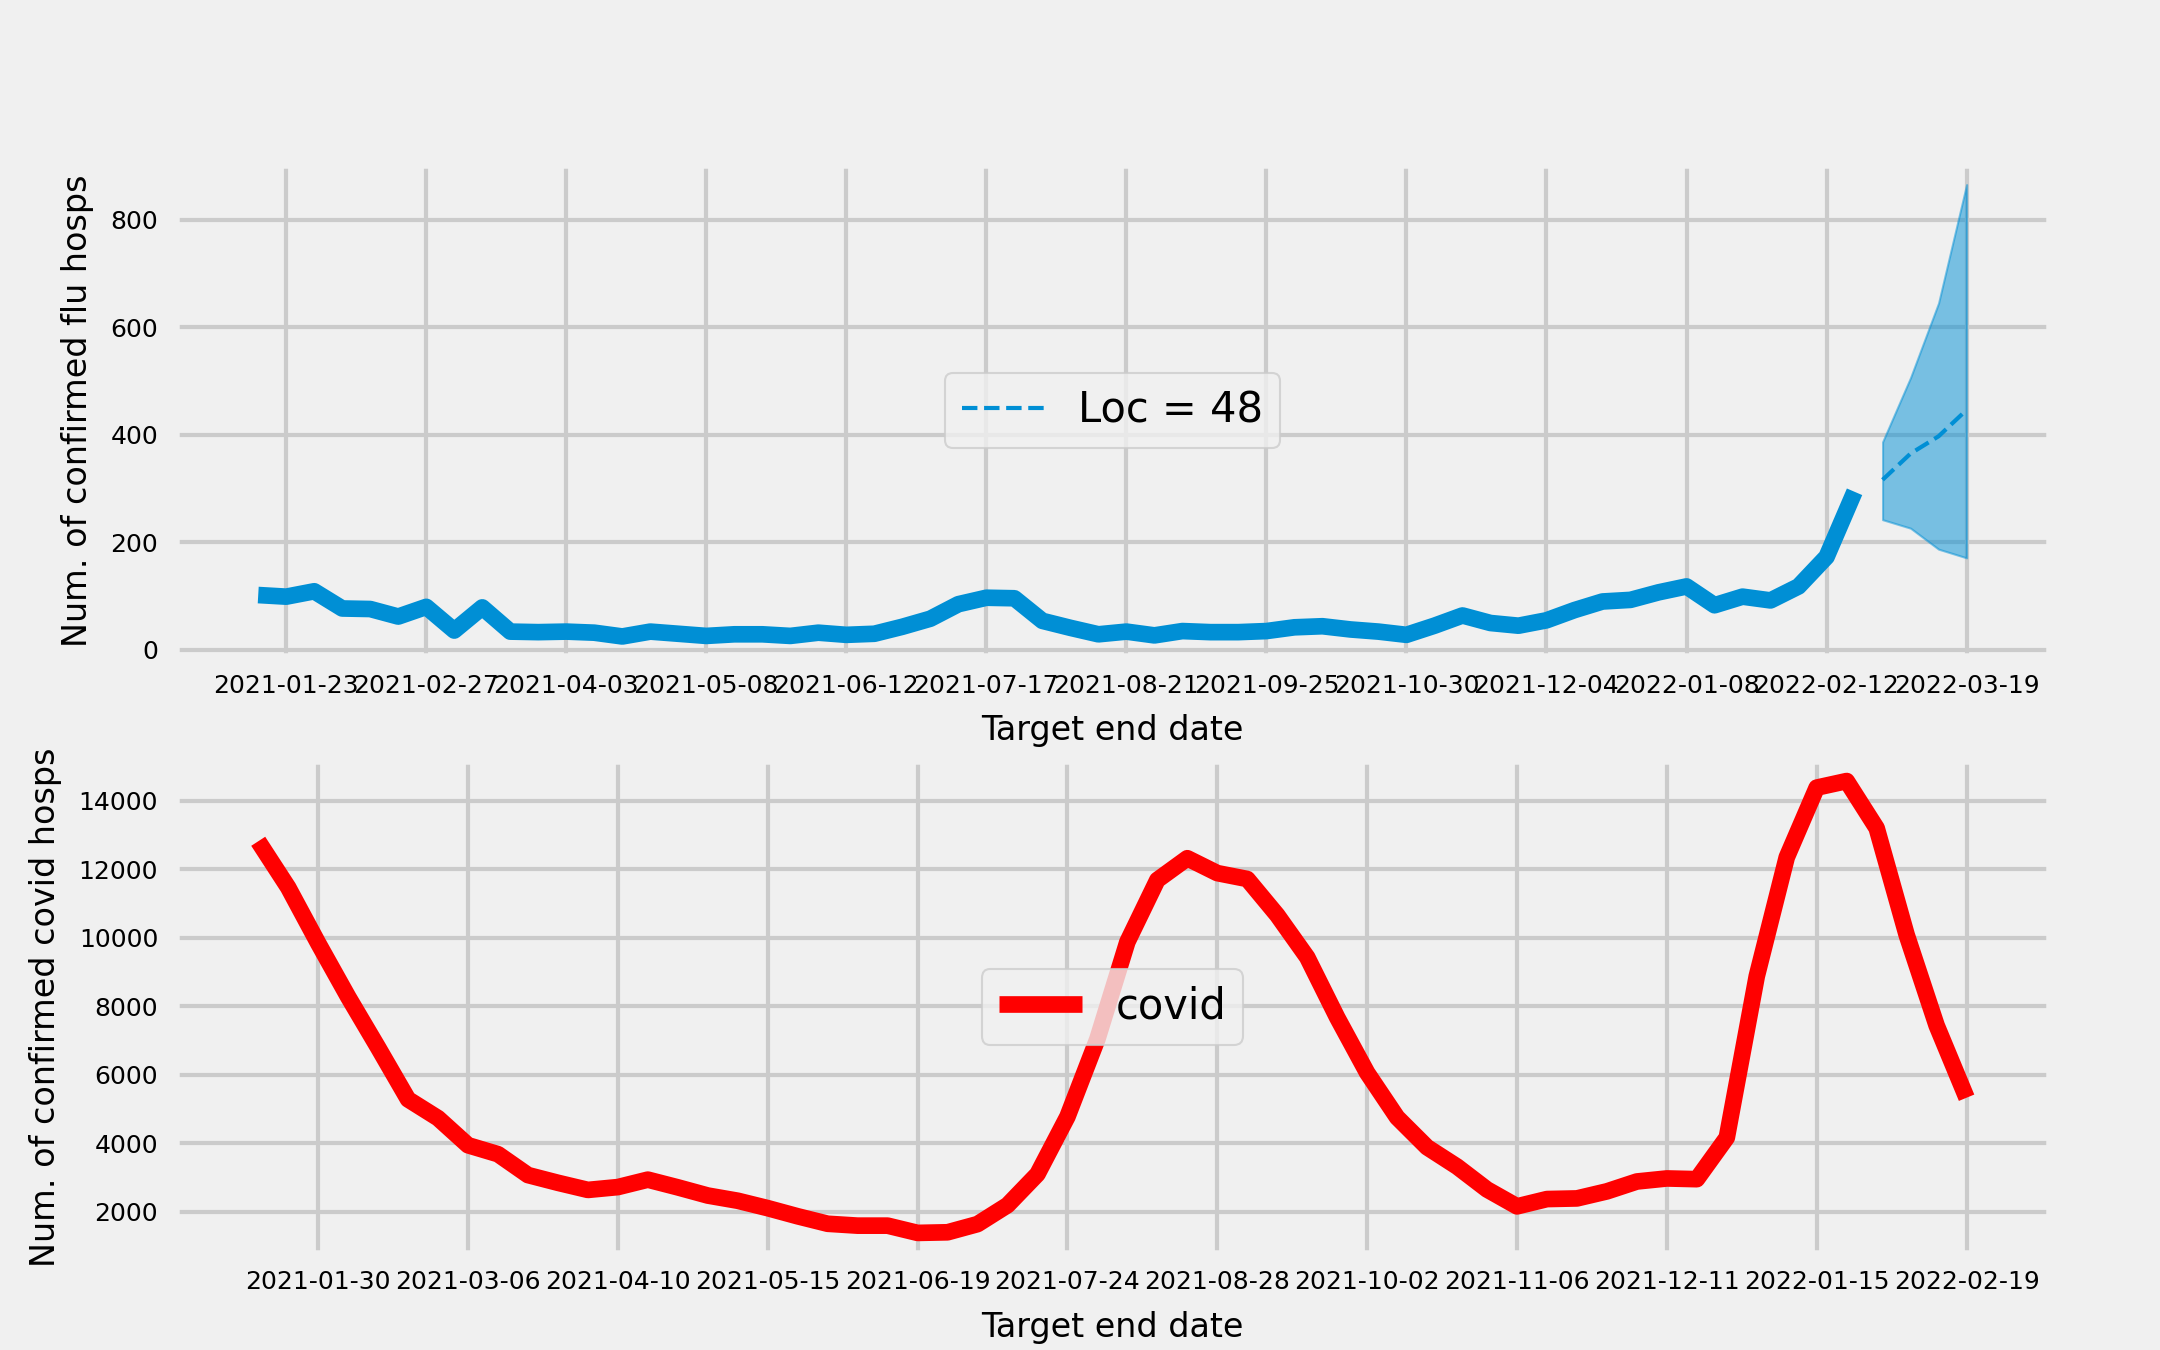 Num. of confirmed flu hosps
800
600
400
200
0
Loc = 48
2021-01-23 2021-02-27 2021-04-03 2021-05-08 2021-06-12 2021-07-17 2021-08-21 2021-09-25 2021-10-30 2021-12-04 2022-01-08 2022-02-12 2022-03-19
Target end date
Num. of confirmed covid hosps
14000
12000
10000
8000
6000
4000
2000
covid
2021-01-30 2021-03-06 2021-04-10 2021-05-15 2021-06-19 2021-07-24 2021-08-28 2021-10-02 2021-11-06 2021-12-11 2022-01-15 2022-02-19
Target end date